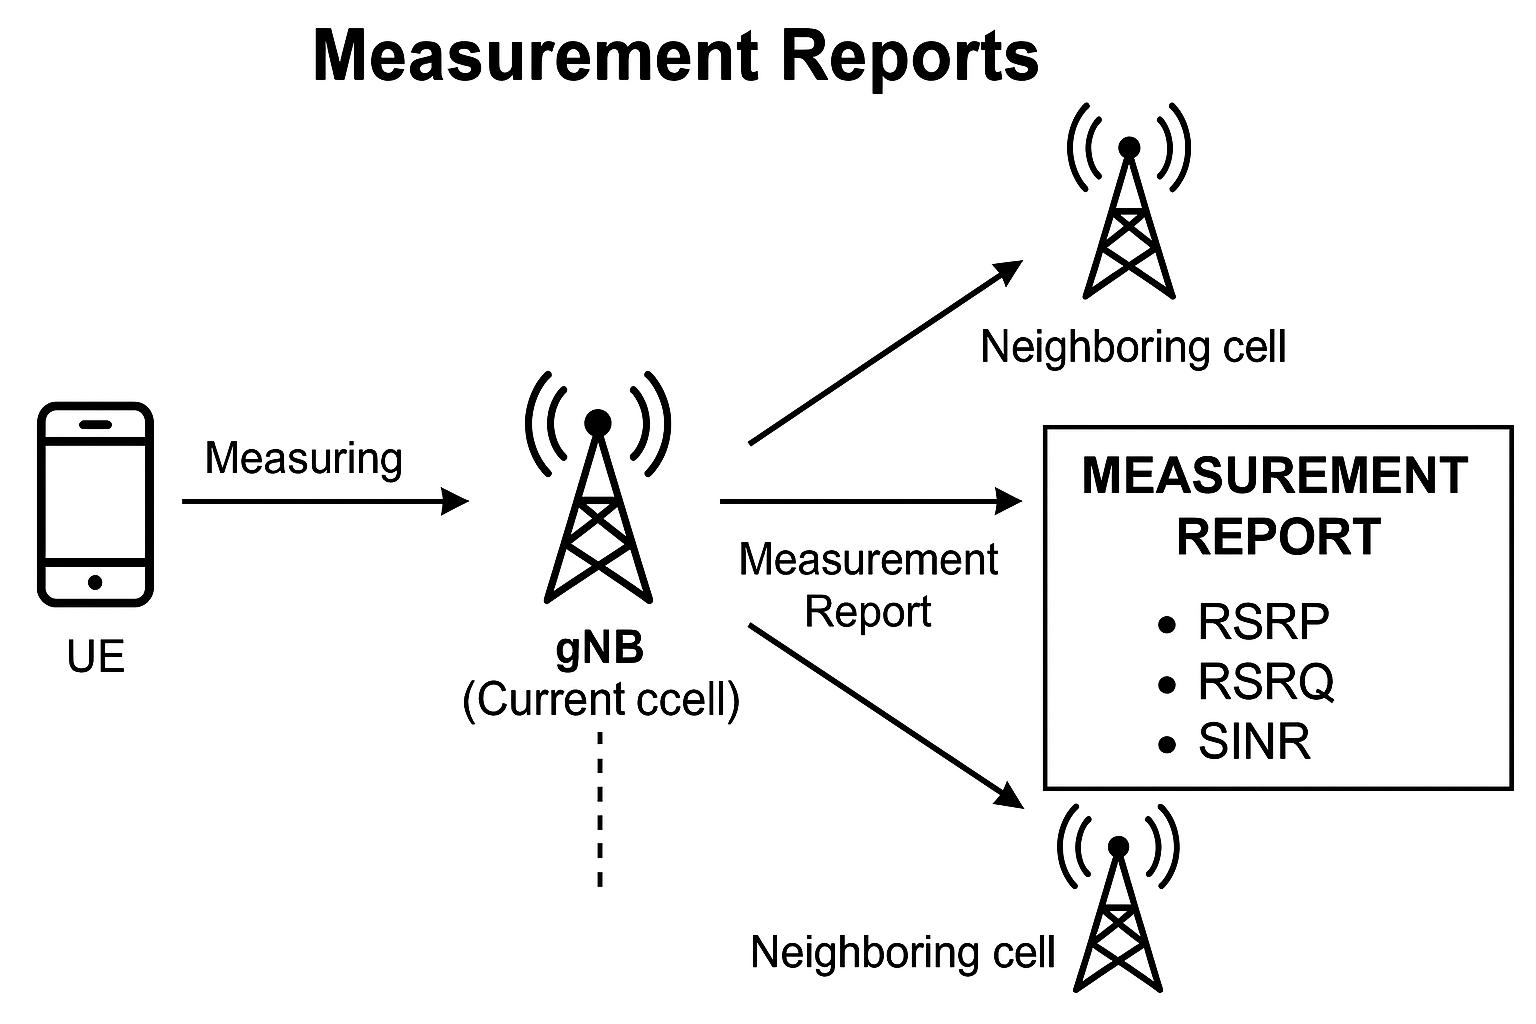 Measurement Reports
Neighboring cell
Measuring
UE
gNB
(Current ccell)
Measurement
Report
MEASUREMENT
REPORT
• RSRP
• RSRQ
• SINR
Neighboring cell